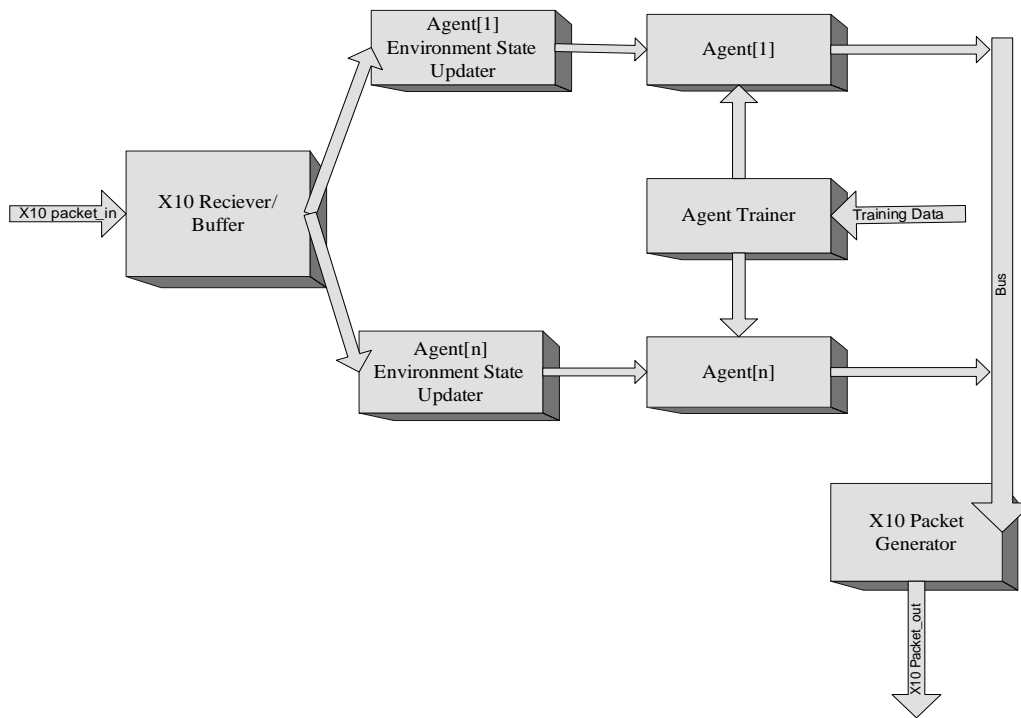 Agent[1]
Environment State
Updater
Agent[1]
X10 Reciever/
Buffer
X10 packet_in
Agent Trainer
Training Data
Bus
Agent[n]
Environment State
Updater
Agent[n]
X10 Packet
Generator
X10 Packet_out